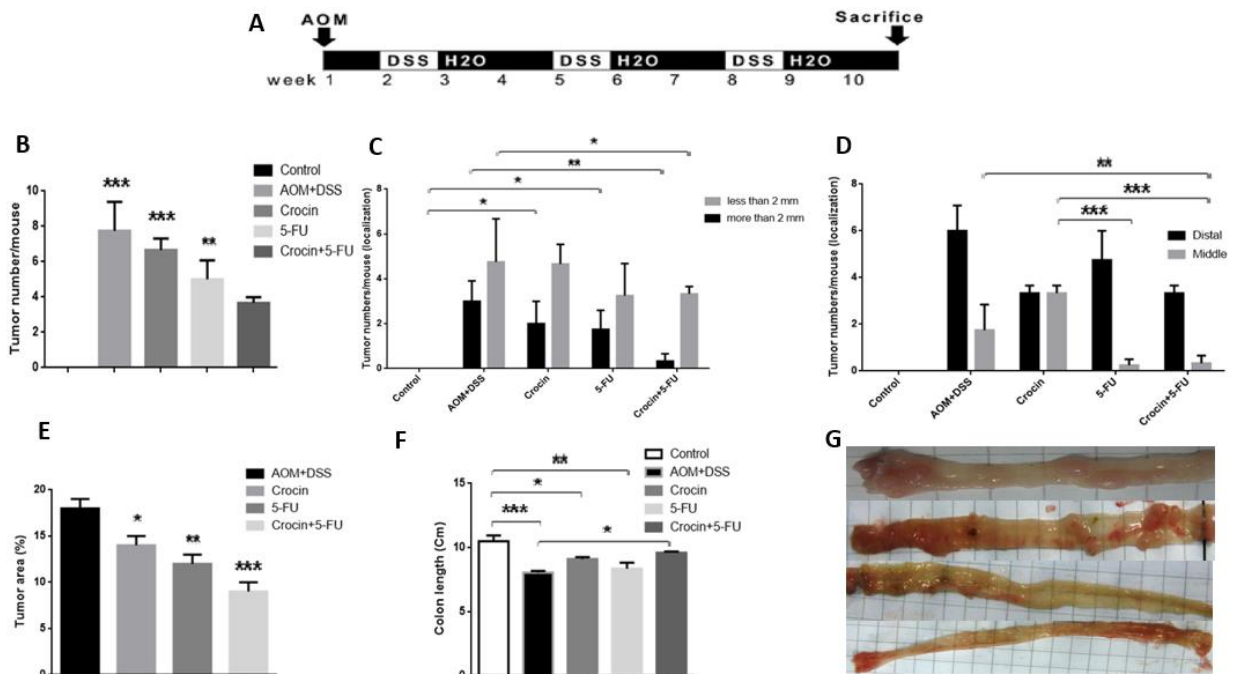 A
AOM
Sacrifice
DSS H2O DSS H2O DSS H2O
week 1 2 3 4 5 6 7 8 9 10
B
Tumor number/mouse
10
8
6
4
2
0
***
***
**
Control
AOM+DSS
Crocin
5-FU
Crocin+5-FU
C
Tumor numbers/mouse (localization)
8
6
4
2
0
*
**
*
*
less than 2 mm
more than 2 mm
Control
AOM+DSS
Crocin
5-FU
Crocin+5-FU
D
Tumor numbers/mouse (localization)
8
6
4
2
0
**
***
***
Distal
Middle
Control
AOM+DSS
Crocin
5-FU
Crocin+5-FU
E
Tumor area (%)
20
15
10
5
0
*
**
***
AOM+DSS
Crocin
5-FU
Crocin+5-FU
F
Colon length (Cm)
15
10
5
0
**
*
***
*
Control
AOM+DSS
Crocin
5-FU
Crocin+5-FU
G